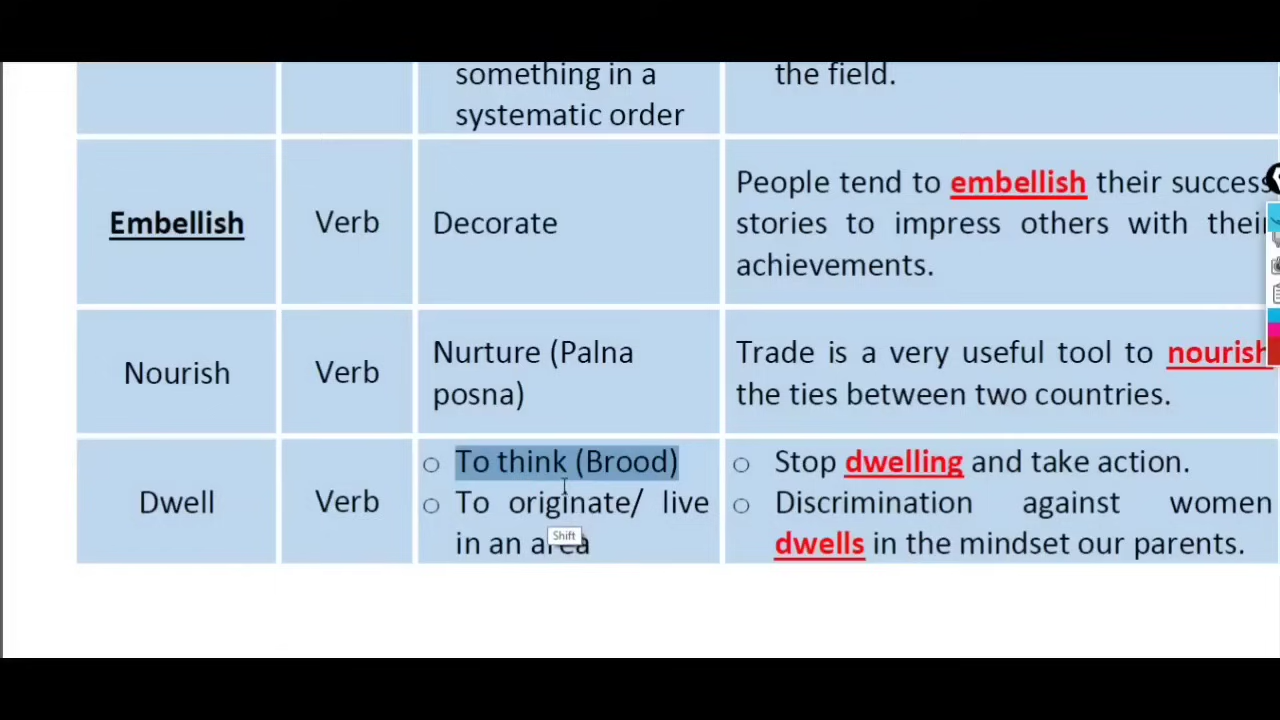 something in a
systematic order
the field.
Embellish
Verb
Decorate
People tend to embellish their success
stories to impress others with their
achievements.
Nourish
Verb
Nurture (Palna
posna)
Trade is a very useful tool to nourish
the ties between two countries.
Dwell
Verb
To think (Brood)
To originate/ live
in an area
Shift
Stop dwelling and take action.
Discrimination against women
dwells in the mindset our parents.